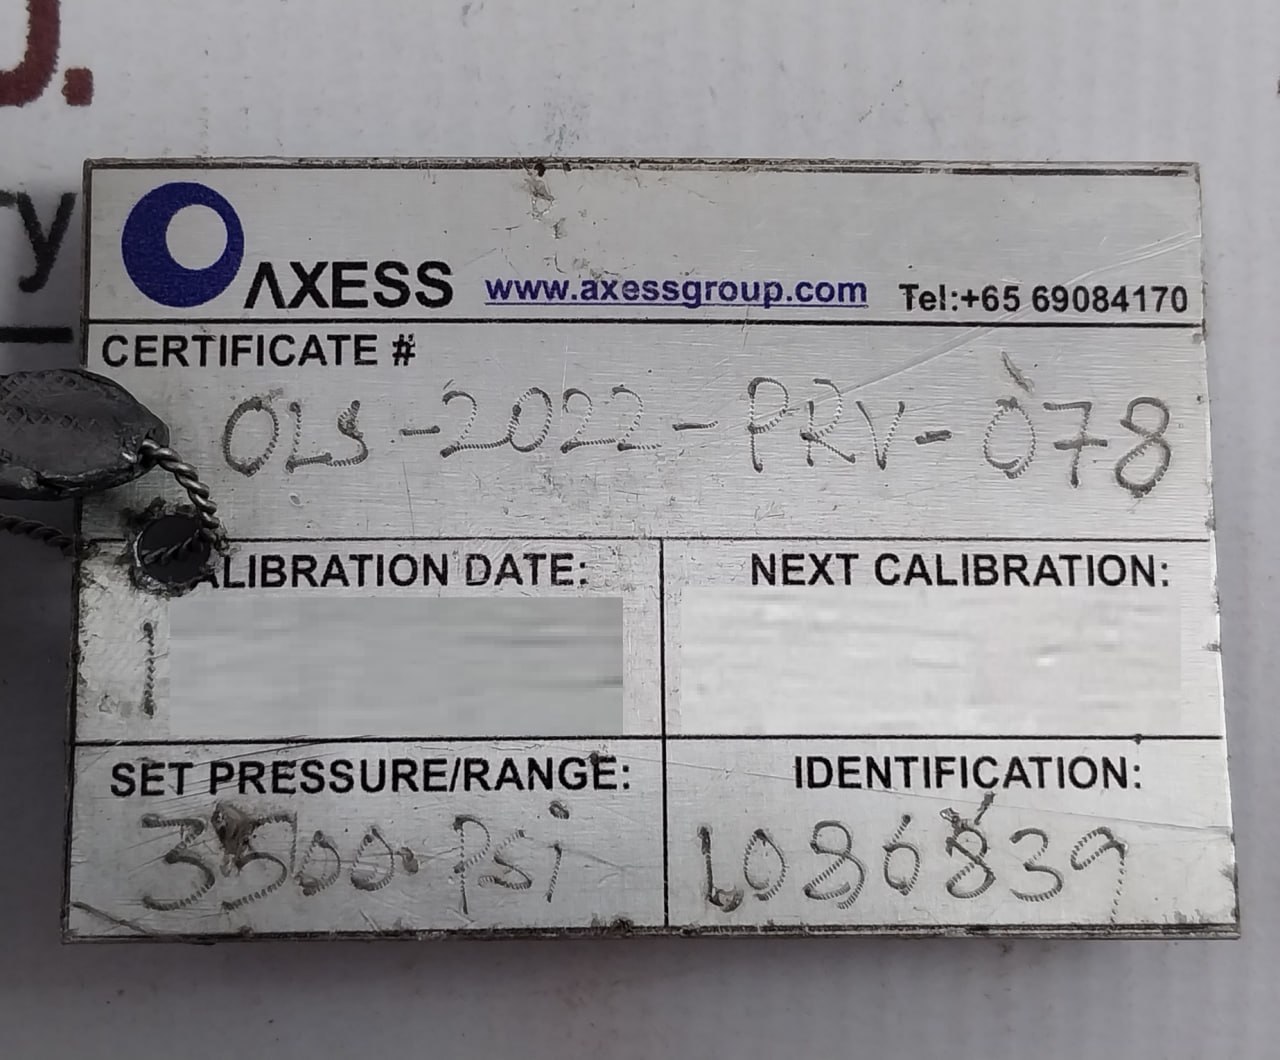 AXESS www.axessgroup.com Tel:+65 69084170
CERTIFICATE #
OLS-2022-PRV-078
ALIBRATION DATE: NEXT CALIBRATION:
1
SET PRESSURE/RANGE: IDENTIFICATION:
3500 Psi 1086839